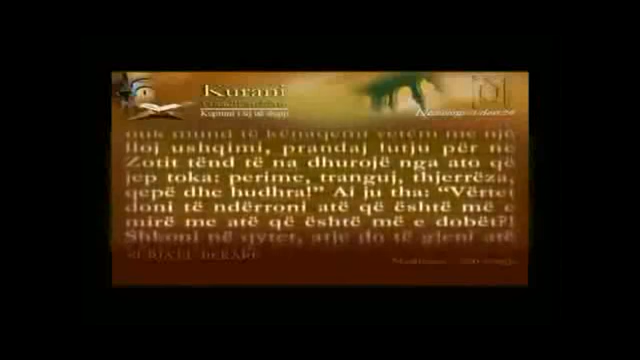 Kurani
Kuptimi i tij në shqip
nuk mund të kënaqemi vetëm me një
lloj ushqimi, prandaj lutju për ne
Zotit tënd të na dhurojë nga ato që
jep toka: perime, tranguj, thjerrëza,
qepë dhe hudhra!” Ai ju tha: “Vërtet
doni të ndërroni atë që është më e
mirë me atë që është më e dobët?!
Shkoni në qytet, atje do të gjeni atë
SURJA EL BEKARE